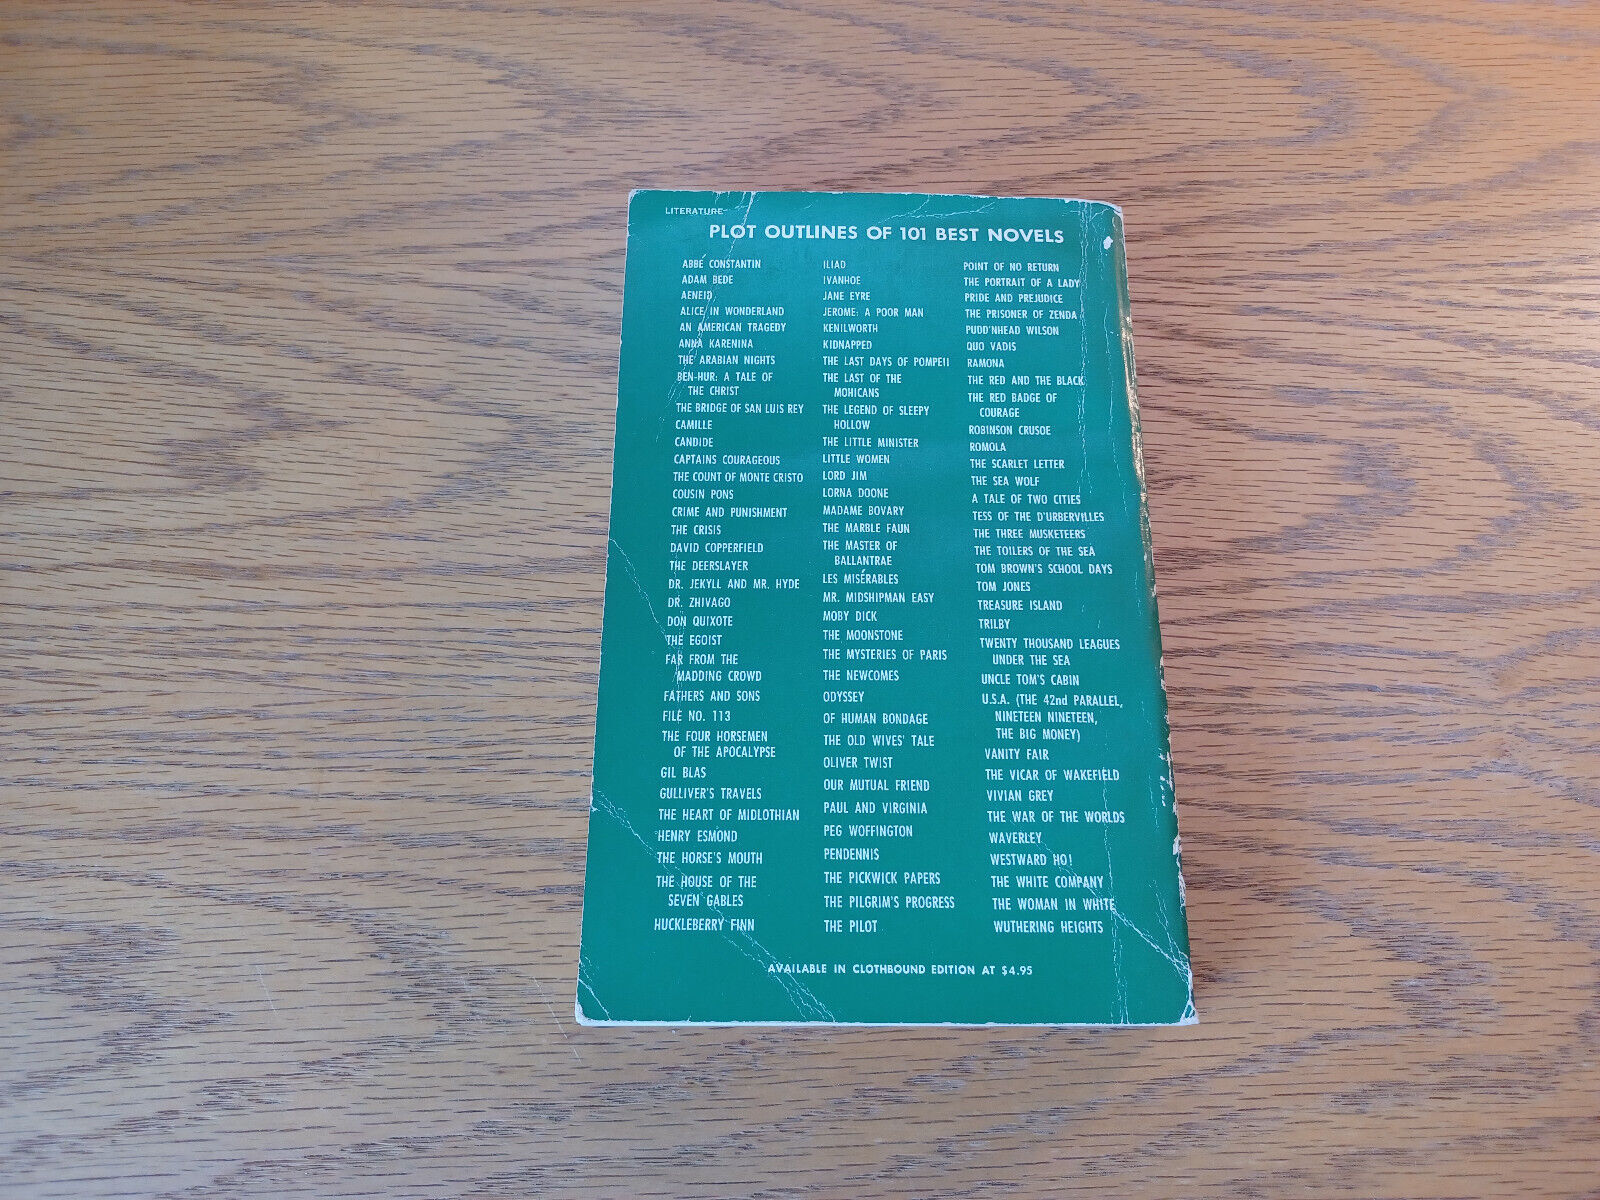 LITERATURE
PLOT OUTLINES OF 101 BEST NOVELS
ABBÉ CONSTANTIN
ADAM BEDE
AENEID
ALICE IN WONDERLAND
AN AMERICAN TRAGEDY
ANNA KARENINA
THE ARABIAN NIGHTS
BEN-HUR: A TALE OF
THE CHRIST
THE BRIDGE OF SAN LUIS REY
CAMILLE
CANDIDE
CAPTAINS COURAGEOUS
THE COUNT OF MONTE CRISTO
COUSIN PONS
CRIME AND PUNISHMENT
THE CRISIS
DAVID COPPERFIELD
THE DEERSLAYER
DR. JEKYLL AND MR. HYDE
DR. ZHIVAGO
DON QUIXOTE
THE EGOIST
FAR FROM THE
MADDING CROWD
FATHERS AND SONS
FILE NO. 113
THE FOUR HORSEMEN
OF THE APOCALYPSE
GIL BLAS
GULLIVER'S TRAVELS
THE HEART OF MIDLOTHIAN
HENRY ESMOND
THE HORSE'S MOUTH
THE HOUSE OF THE
SEVEN GABLES
HUCKLEBERRY FINN
ILIAD
IVANHOE
JANE EYRE
JEROME: A POOR MAN
KENILWORTH
KIDNAPPED
THE LAST DAYS OF POMPEII
THE LAST OF THE
MOHICANS
THE LEGEND OF SLEEPY
HOLLOW
THE LITTLE MINISTER
LITTLE WOMEN
LORD JIM
LORNA DOONE
MADAME BOVARY
THE MARBLE FAUN
THE MASTER OF
BALLANTRAE
LES MISÉRABLES
MR. MIDSHIPMAN EASY
MOBY DICK
THE MOONSTONE
THE MYSTERIES OF PARIS
THE NEWCOMES
ODYSSEY
OF HUMAN BONDAGE
THE OLD WIVES' TALE
OLIVER TWIST
OUR MUTUAL FRIEND
PAUL AND VIRGINIA
PEG WOFFINGTON
PENDENNIS
THE PICKWICK PAPERS
THE PILGRIM'S PROGRESS
THE PILOT
POINT OF NO RETURN
THE PORTRAIT OF A LADY
PRIDE AND PREJUDICE
THE PRISONER OF ZENDA
PUDD'NHEAD WILSON
QUO VADIS
RAMONA
THE RED AND THE BLACK
THE RED BADGE OF
COURAGE
ROBINSON CRUSOE
ROMOLA
THE SCARLET LETTER
THE SEA WOLF
A TALE OF TWO CITIES
TESS OF THE D'URBERVILLES
THE THREE MUSKETEERS
THE TOILERS OF THE SEA
TOM BROWN'S SCHOOL DAYS
TOM JONES
TREASURE ISLAND
TRILBY
TWENTY THOUSAND LEAGUES
UNDER THE SEA
UNCLE TOM'S CABIN
U.S.A. (THE 42nd PARALLEL,
NINETEEN NINETEEN,
THE BIG MONEY)
VANITY FAIR
THE VICAR OF WAKEFIELD
VIVIAN GREY
THE WAR OF THE WORLDS
WAVERLEY
WESTWARD HO!
THE WHITE COMPANY
THE WOMAN IN WHITE
WUTHERING HEIGHTS
AVAILABLE IN CLOTHBOUND EDITION AT $4.95